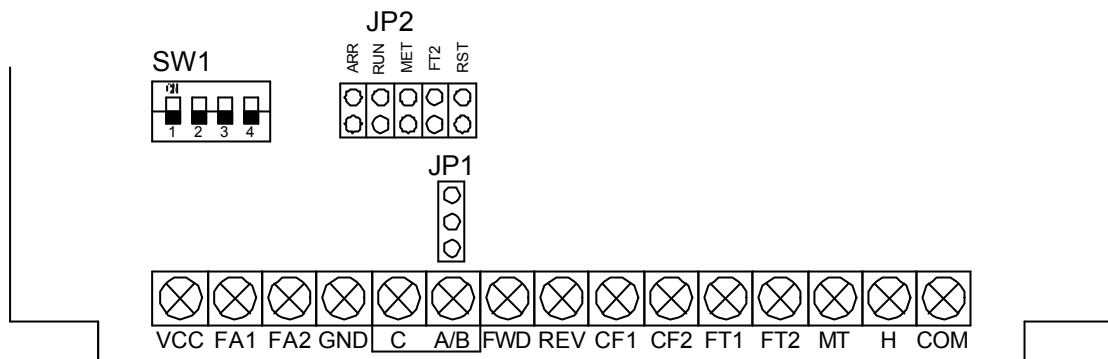 JP2
ARR RUN MET FT2 RST
SW1
ON
1 2 3 4
JP1
VCC FA1 FA2 GND C A/B FWD REV CF1 CF2 FT1 FT2 MT H COM